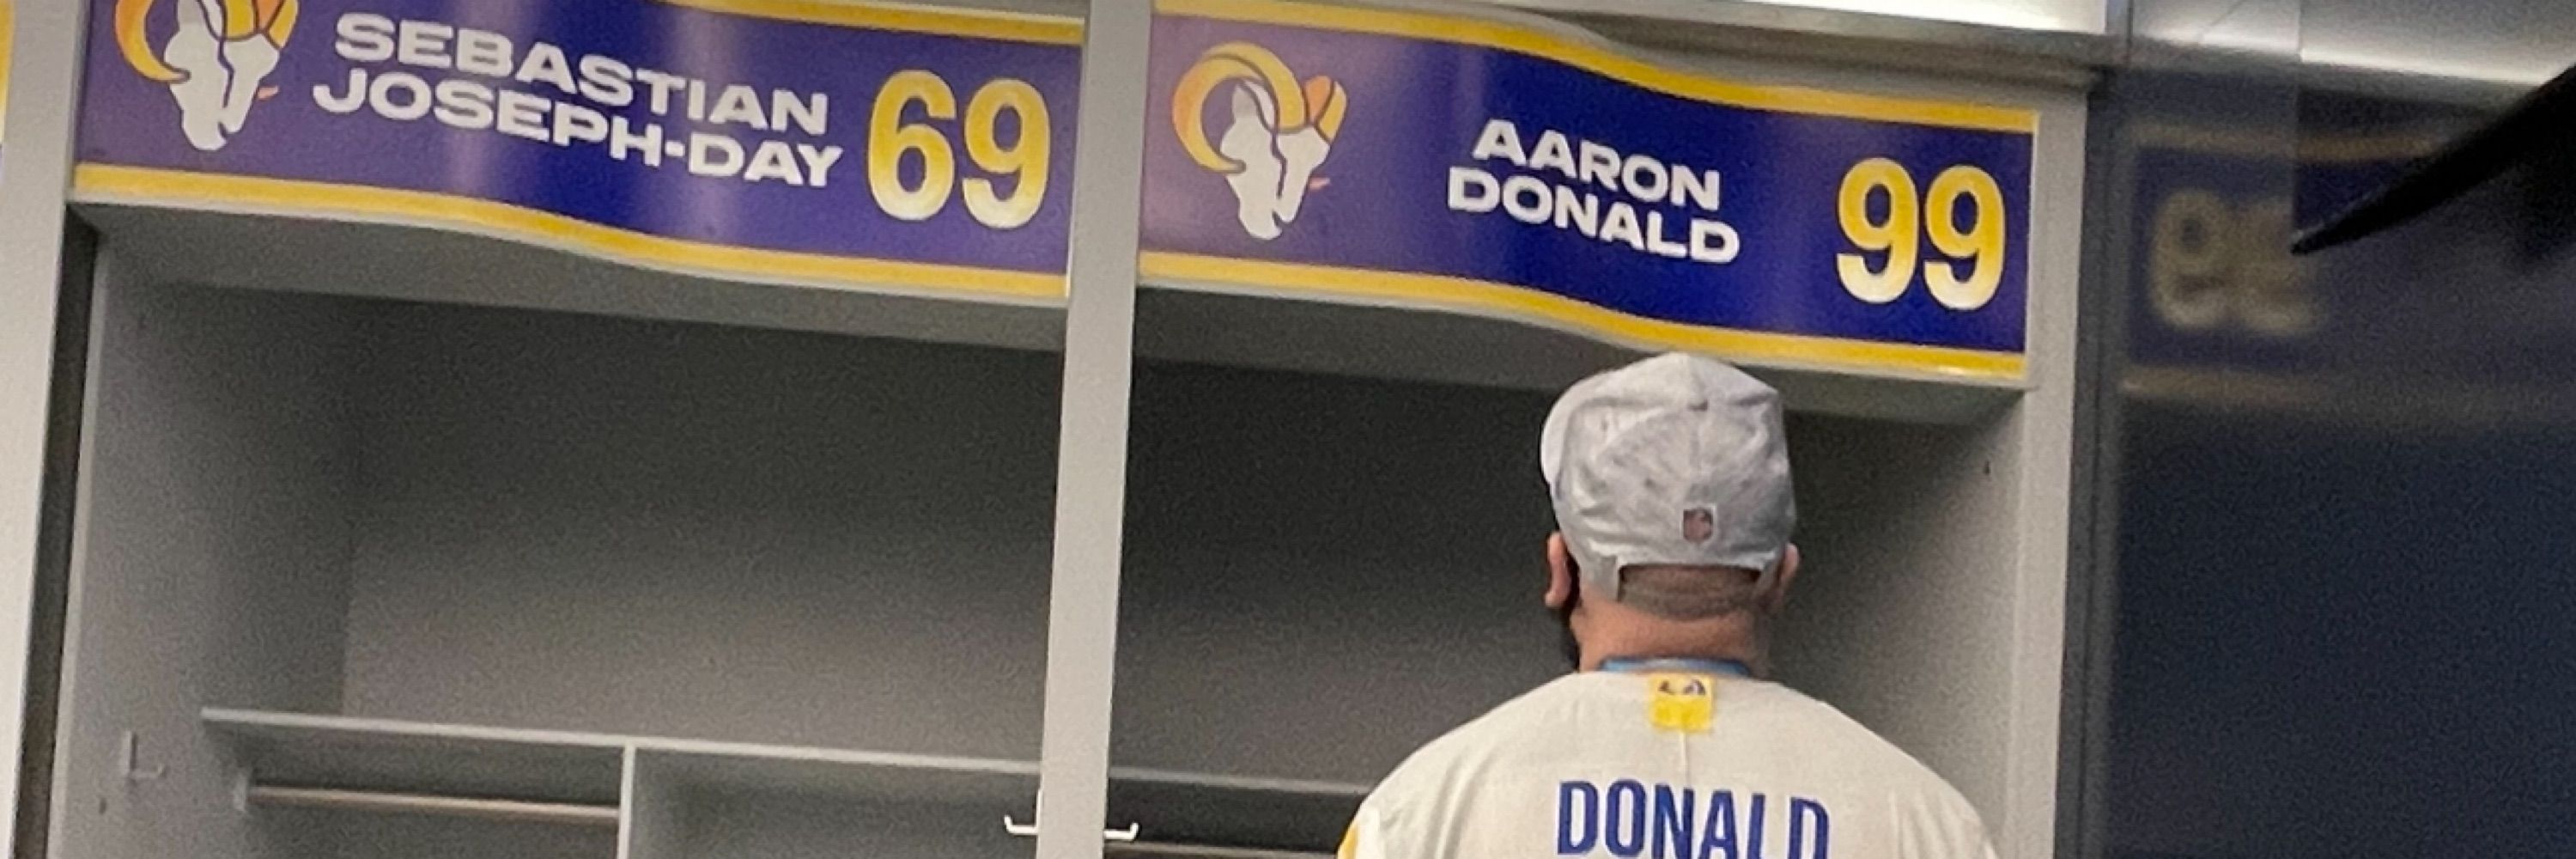 SEBASTIAN
JOSEPH-DAY
69
AARON
DONALD
99
DONALD